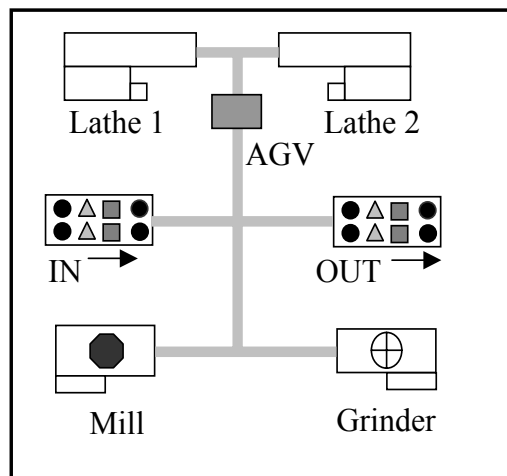 Lathe 1
Lathe 2
AGV
IN
OUT
Mill
Grinder